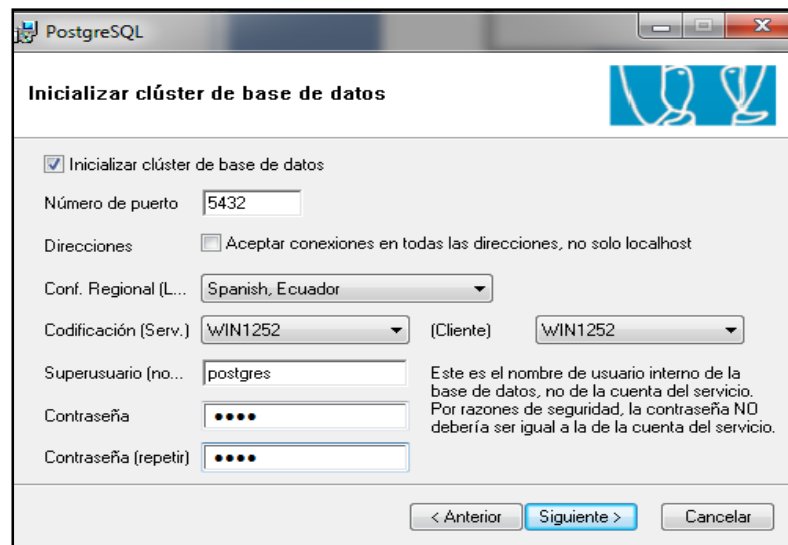 PostgreSQL
Inicializar clúster de base de datos
Inicializar clúster de base de datos
Número de puerto 5432
Direcciones Aceptar conexiones en todas las direcciones, no solo localhost
Conf. Regional (L... Spanish, Ecuador
Codificación (Serv.) WIN1252 (Cliente) WIN1252
Superusuario (no... postgres
Este es el nombre de usuario interno de la
base de datos, no de la cuenta del servicio.
Por razones de seguridad, la contraseña NO
debería ser igual a la de la cuenta del servicio.
Contraseña ●●●●
Contraseña (repetir) ●●●●
< Anterior Siguiente > Cancelar